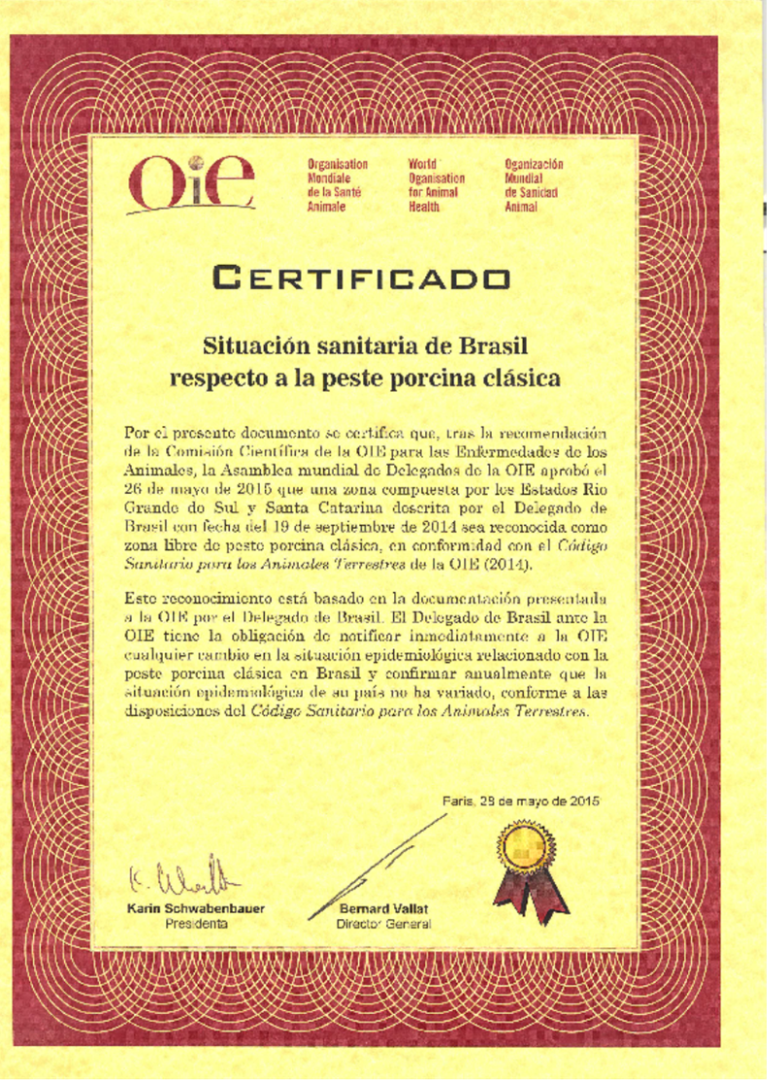 OiE
Organisation
Mondiale
de la Santé
Animale
World
Oganisation
for Animal
Health
Oganización
Mundial
de Sanidad
Animal
CERTIFICADO
Situación sanitaria de Brasil
respecto a la peste porcina clásica
Por el presente documento se certifica que, tras la recomendación
de la Comisión Científica de la OIE para las Enfermedades de los
Animales, la Asamblea mundial de Delegados de la OIE aprobó el
26 de mayo de 2015 que una zona compuesta por los Estados Rio
Grande do Sul y Santa Catarina descrita por el Delegado de
Brasil con fecha del 19 de septiembre de 2014 sea reconocida como
zona libre de peste porcina clásica, en conformidad con el Código
Sanitario para los Animales Terrestres de la OIE (2014).
Este reconocimiento está basado en la documentación presentada
a la OIE por el Delegado de Brasil. El Delegado de Brasil ante la
OIE tiene la obligación de notificar inmediatamente a la OIE
cualquier cambio en la situación epidemiológica relacionado con la
peste porcina clásica en Brasil y confirmar anualmente que la
situación epidemiológica de su país no ha variado, conforme a las
disposiciones del Código Sanitario para los Animales Terrestres.
Paris, 28 de mayo de 2015
Karin Schwabenbauer
Presidenta
Bernard Vallat
Director General